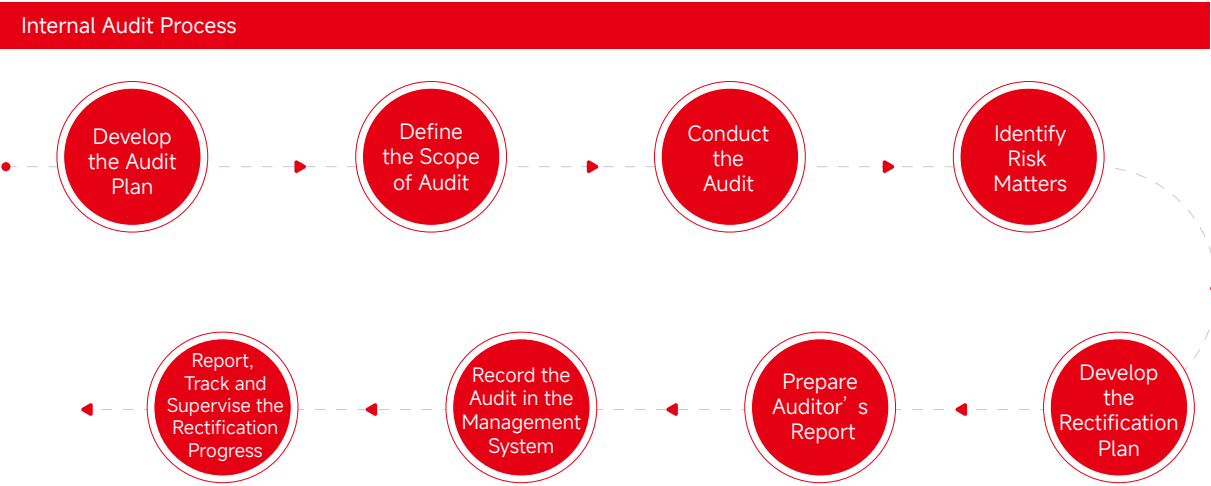 Internal Audit Process
Develop
the Audit
Plan
Define
the Scope
of Audit
Conduct
the
Audit
Identify
Risk
Matters
Develop
the
Rectification
Plan
Prepare
Auditor’s
Report
Record the
Audit in the
Management
System
Report,
Track and
Supervise the
Rectification
Progress